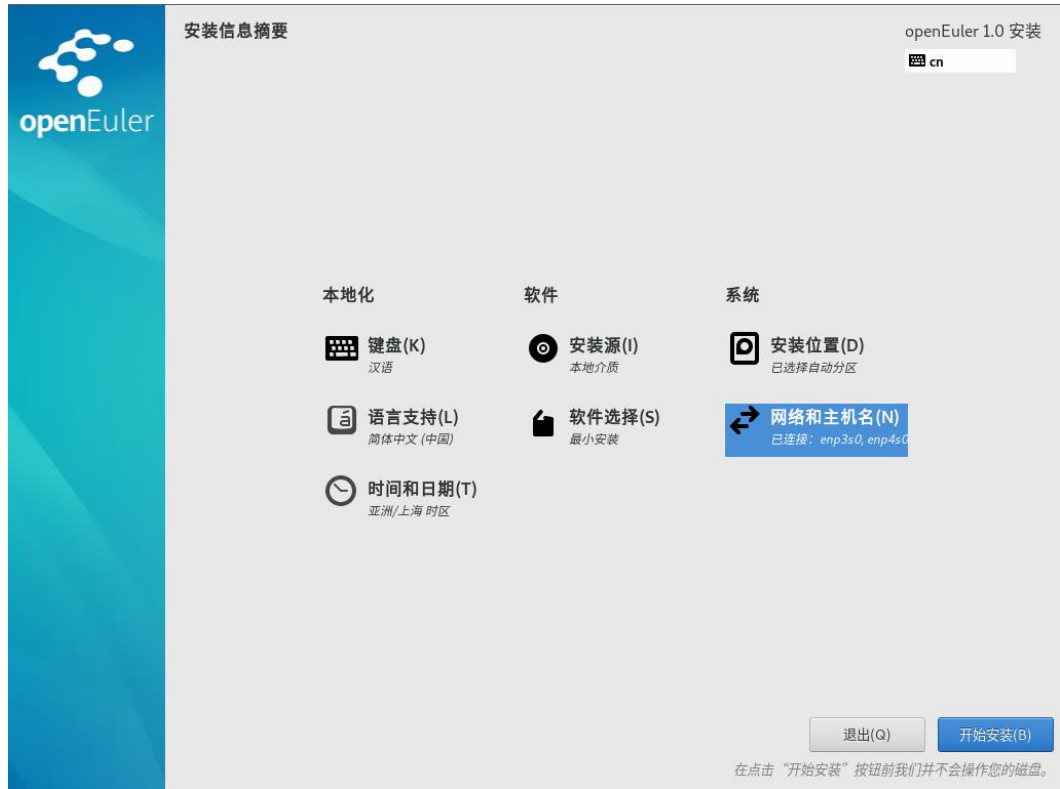 openEuler
安装信息摘要
openEuler 1.0 安装
cn
本地化
软件
系统
键盘(K)
汉语
安装源(I)
本地介质
安装位置(D)
已选择自动分区
语言支持(L)
简体中文 (中国)
软件选择(S)
最小安装
网络和主机名(N)
已连接：enp3s0, enp4s0
时间和日期(T)
亚洲/上海 时区
退出(Q)
开始安装(B)
在点击“开始安装”按钮前我们并不会操作您的磁盘。